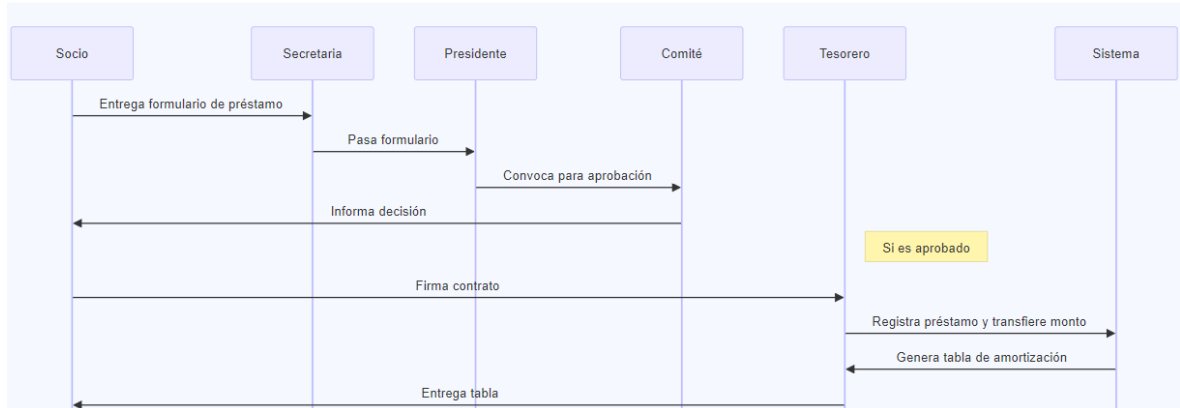 Socio
Secretaria
Presidente
Comité
Tesorero
Sistema
Entrega formulario de préstamo
Pasa formulario
Convoca para aprobación
Informa decisión
Si es aprobado
Firma contrato
Registra préstamo y transfiere monto
Genera tabla de amortización
Entrega tabla